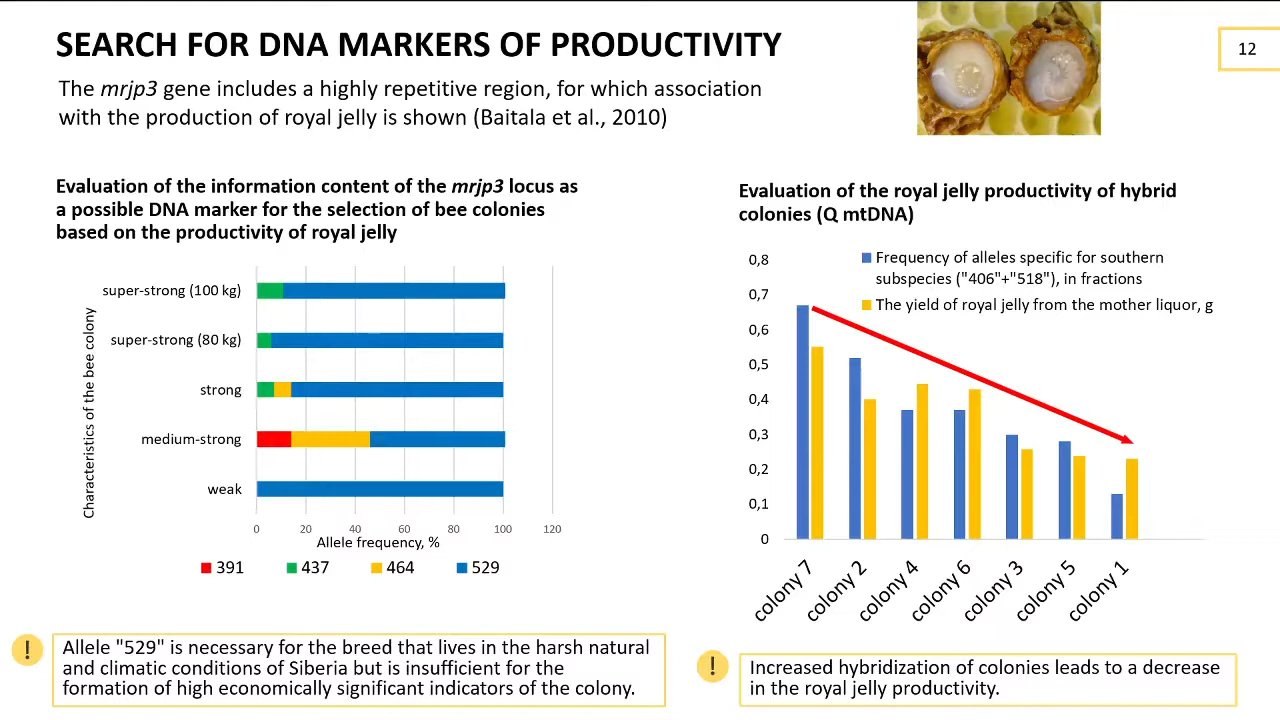 SEARCH FOR DNA MARKERS OF PRODUCTIVITY
12
The mrjp3 gene includes a highly repetitive region, for which association
with the production of royal jelly is shown (Baitala et al., 2010)
Evaluation of the information content of the mrjp3 locus as
a possible DNA marker for the selection of bee colonies
based on the productivity of royal jelly
Characteristics of the bee colony
super-strong (100 kg)
super-strong (80 kg)
strong
medium-strong
weak
0 20 40 60 80 100 120
Allele frequency, %
391 437 464 529
! Allele "529" is necessary for the breed that lives in the harsh natural
and climatic conditions of Siberia but is insufficient for the
formation of high economically significant indicators of the colony.
Evaluation of the royal jelly productivity of hybrid
colonies (Q mtDNA)
Frequency of alleles specific for southern
subspecies ("406"+"518"), in fractions
The yield of royal jelly from the mother liquor, g
0,8
0,7
0,6
0,5
0,4
0,3
0,2
0,1
0
colony 7 colony 2 colony 4 colony 6 colony 3 colony 5 colony 1
! Increased hybridization of colonies leads to a decrease
in the royal jelly productivity.